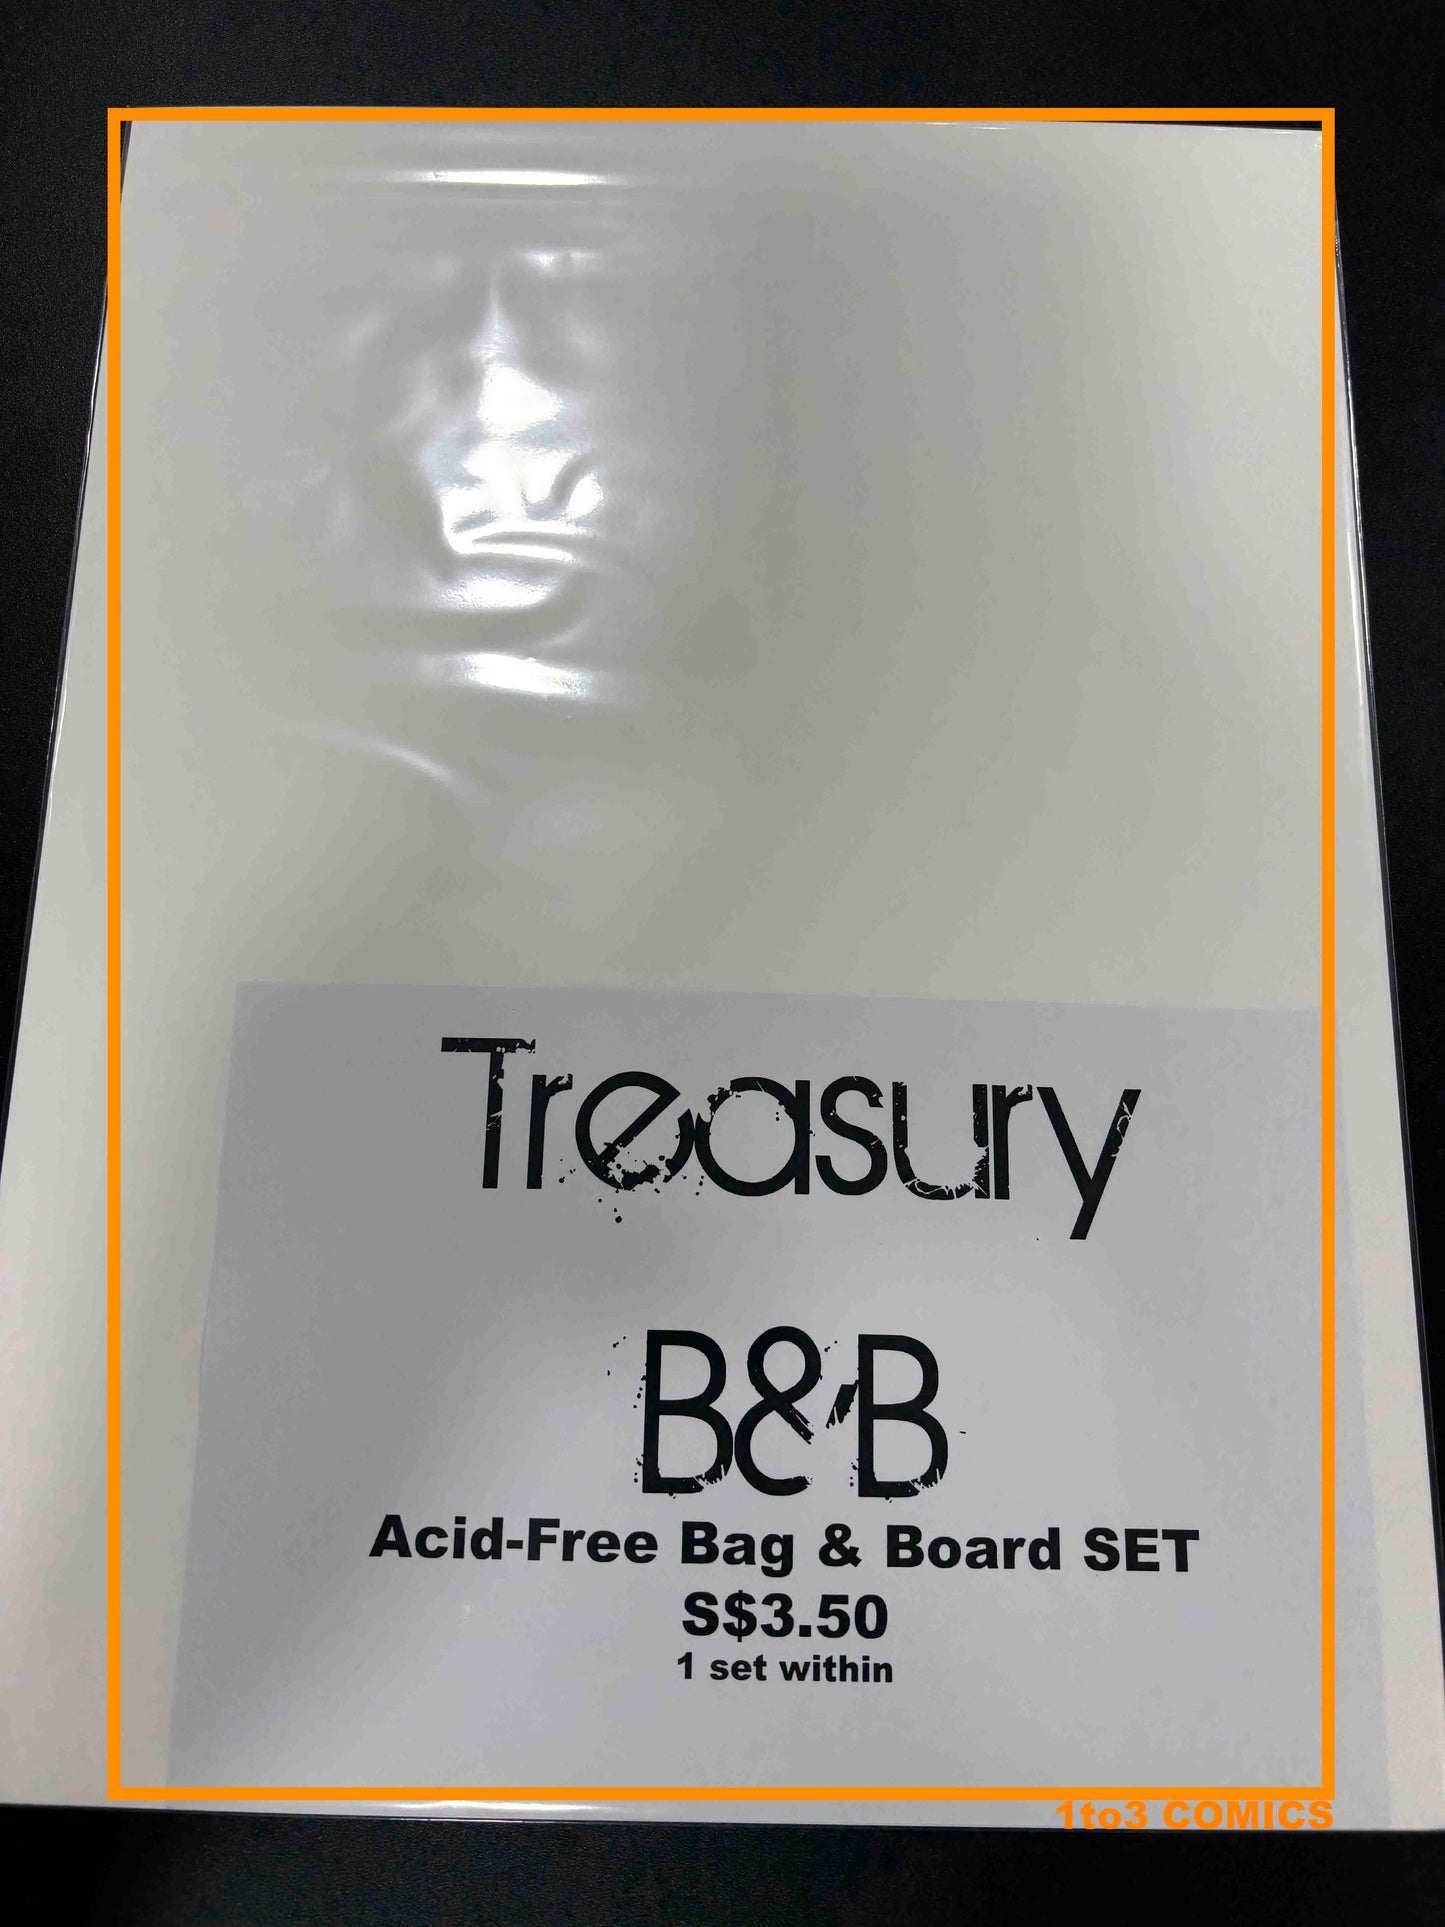 Treasury
B&B
Acid-Free Bag & Board SET
S$3.50
1 set within
1to3 COMICS